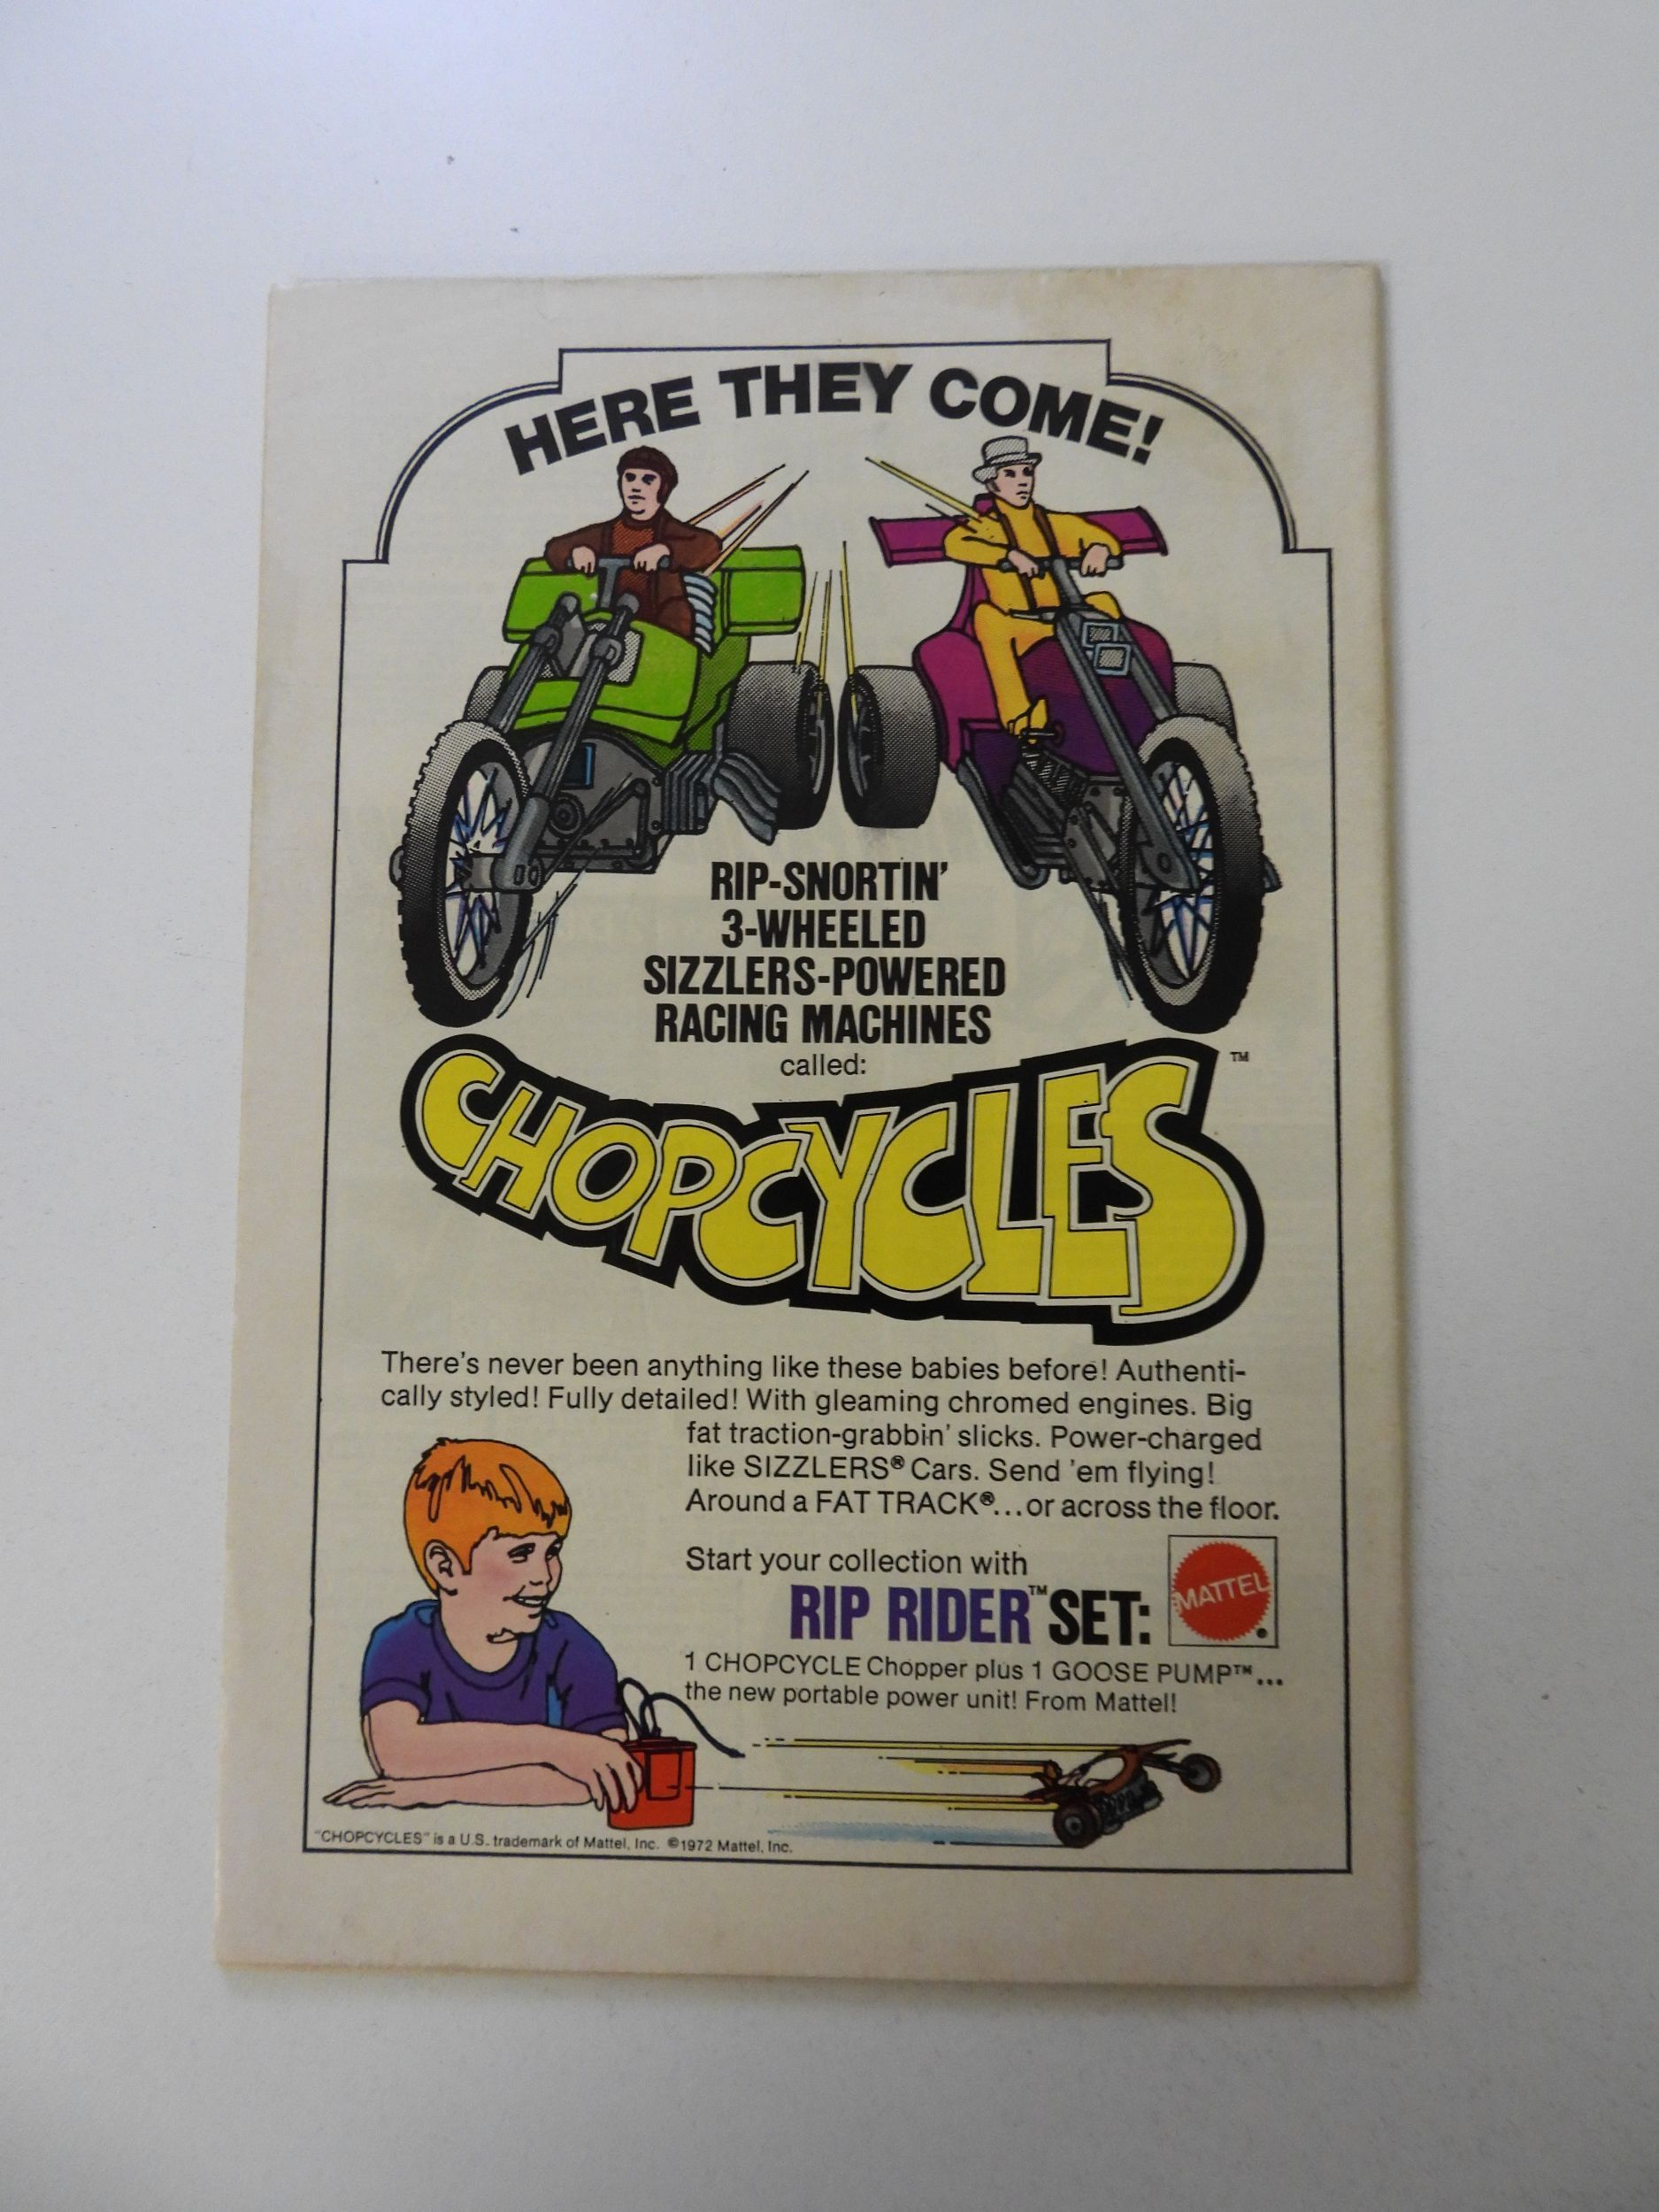 HERE THEY COME!
RIP-SNORTIN'
3-WHEELED
SIZZLERS-POWERED
RACING MACHINES
called:
CHOPCYCLES™
There's never been anything like these babies before! Authenti-
cally styled! Fully detailed! With gleaming chromed engines. Big
fat traction-grabbin' slicks. Power-charged
like SIZZLERS® Cars. Send 'em flying!
Around a FAT TRACK®...or across the floor.
Start your collection with
RIP RIDER™ SET:
MATTEL
1 CHOPCYCLE Chopper plus 1 GOOSE PUMP™...
the new portable power unit! From Mattel!
"CHOPCYCLES" is a U.S. trademark of Mattel, Inc. ©1972 Mattel, Inc.